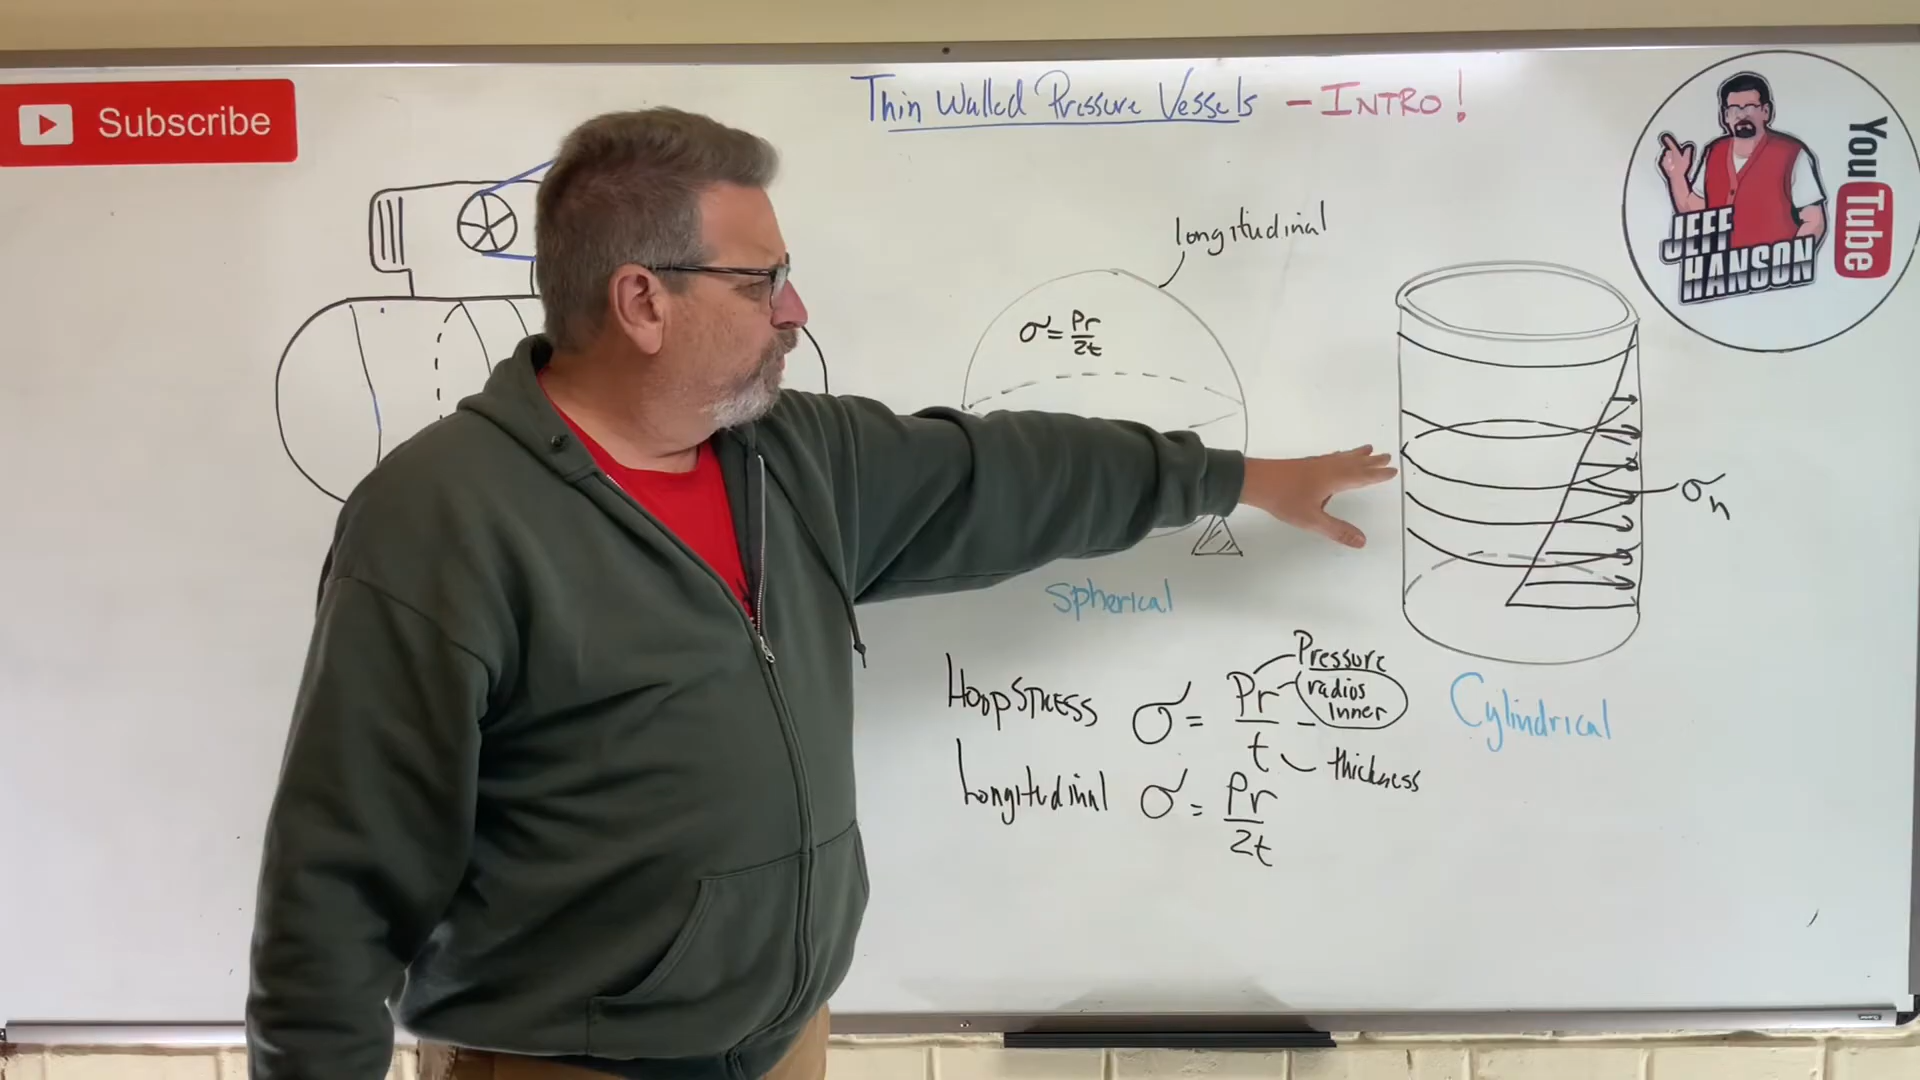 Subscribe
Thin Walled Pressure Vessels - INTRO!
YouTube
JEFF
HANSON
longitudinal
σ = Pr/2t
σh
Spherical
Cylindrical
HOOP STRESS σ = Pr/t
Pressure
radios
Inner
thickness
Longitudinal σ = Pr/2t